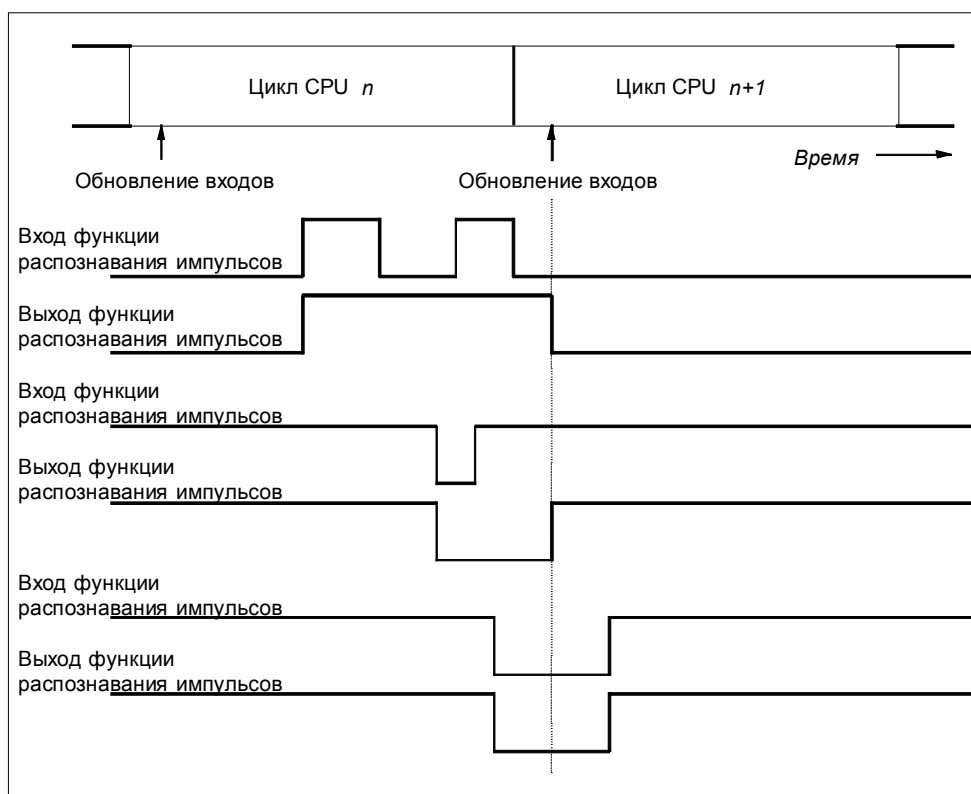 Цикл CPU n
Цикл CPU n+1
Время
Обновление входов
Обновление входов
Вход функции
распознавания импульсов
Выход функции
распознавания импульсов
Вход функции
распознавания импульсов
Выход функции
распознавания импульсов
Вход функции
распознавания импульсов
Выход функции
распознавания импульсов